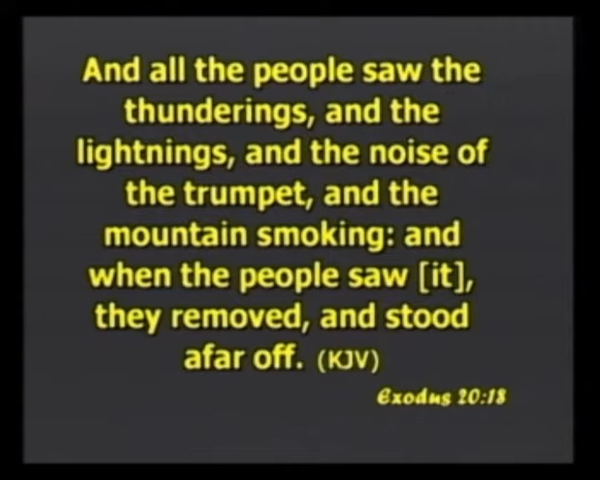 And all the people saw the
thunderings, and the
lightnings, and the noise of
the trumpet, and the
mountain smoking: and
when the people saw [it],
they removed, and stood
afar off. (KJV)
Exodus 20:18